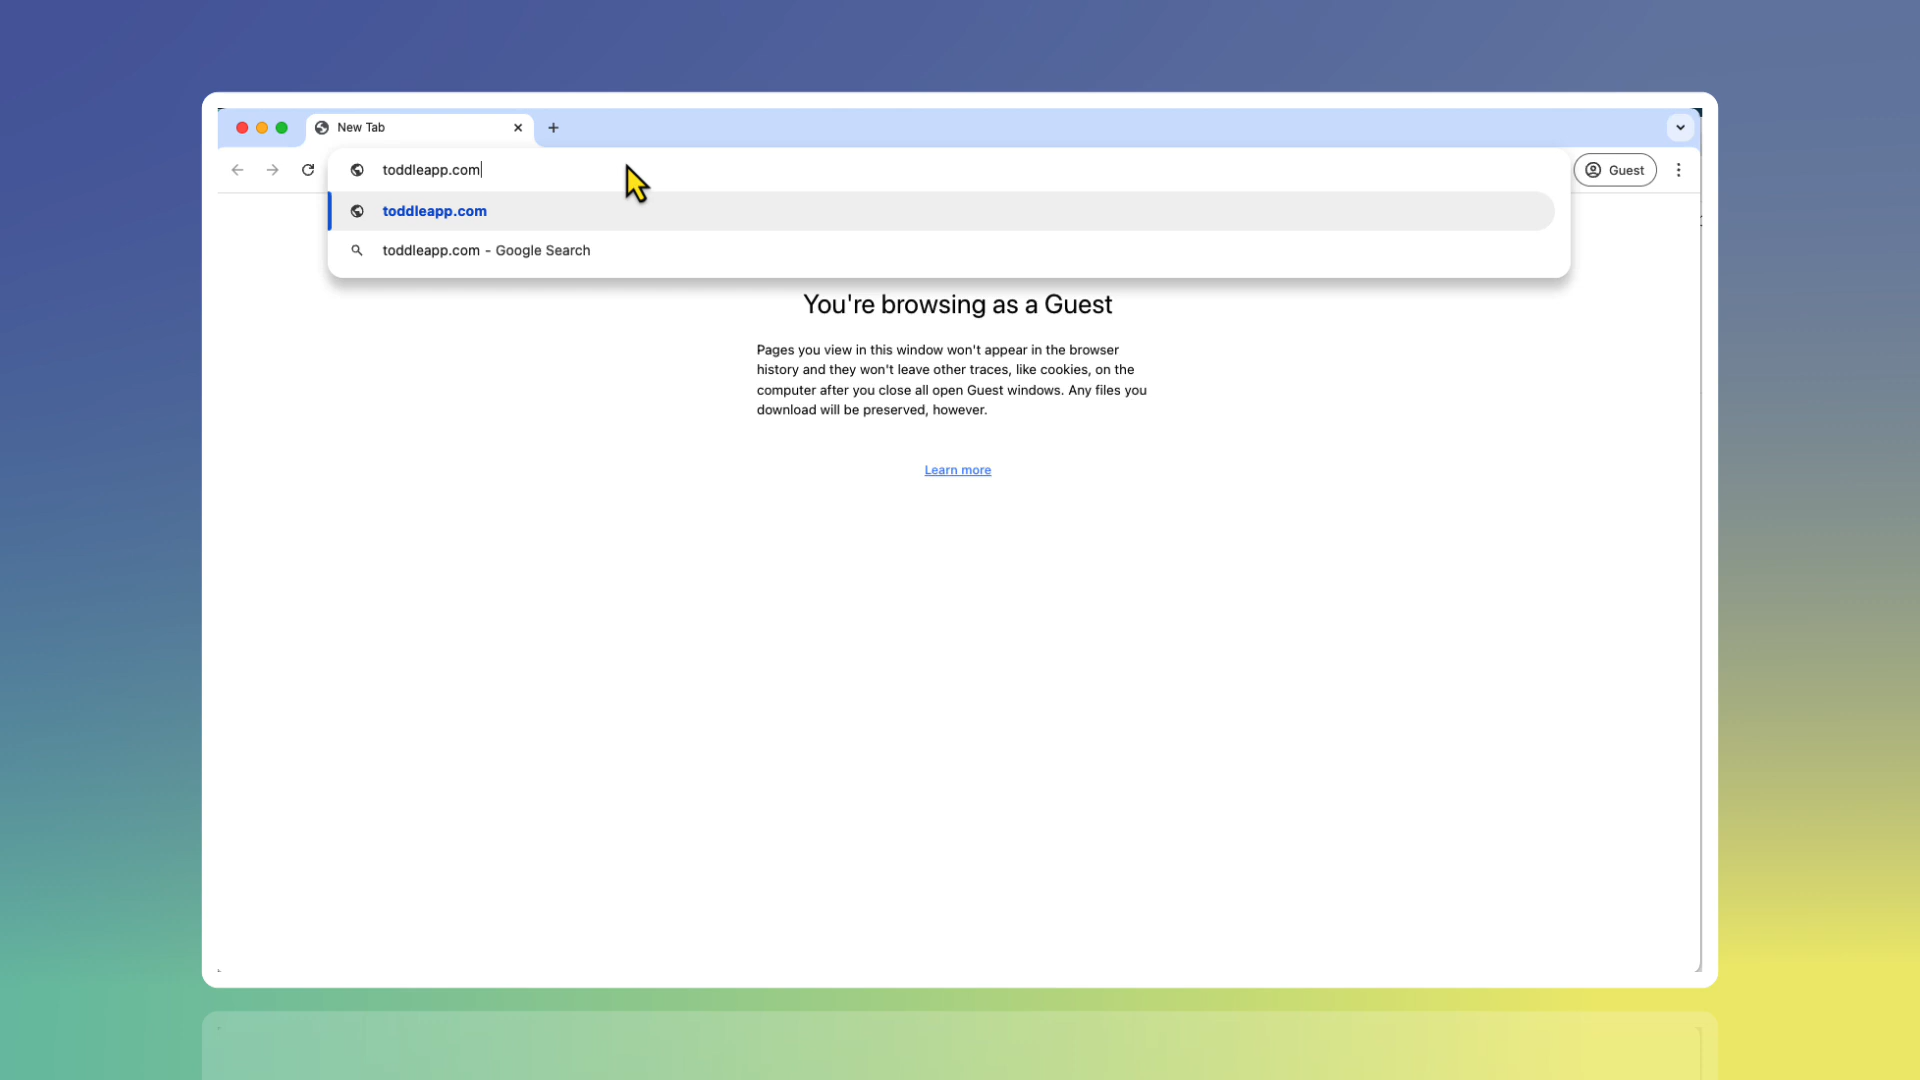 New Tab
toddleapp.com
Guest
toddleapp.com
toddleapp.com - Google Search
You're browsing as a Guest
Pages you view in this window won't appear in the browser
history and they won't leave other traces, like cookies, on the
computer after you close all open Guest windows. Any files you
download will be preserved, however.
Learn more